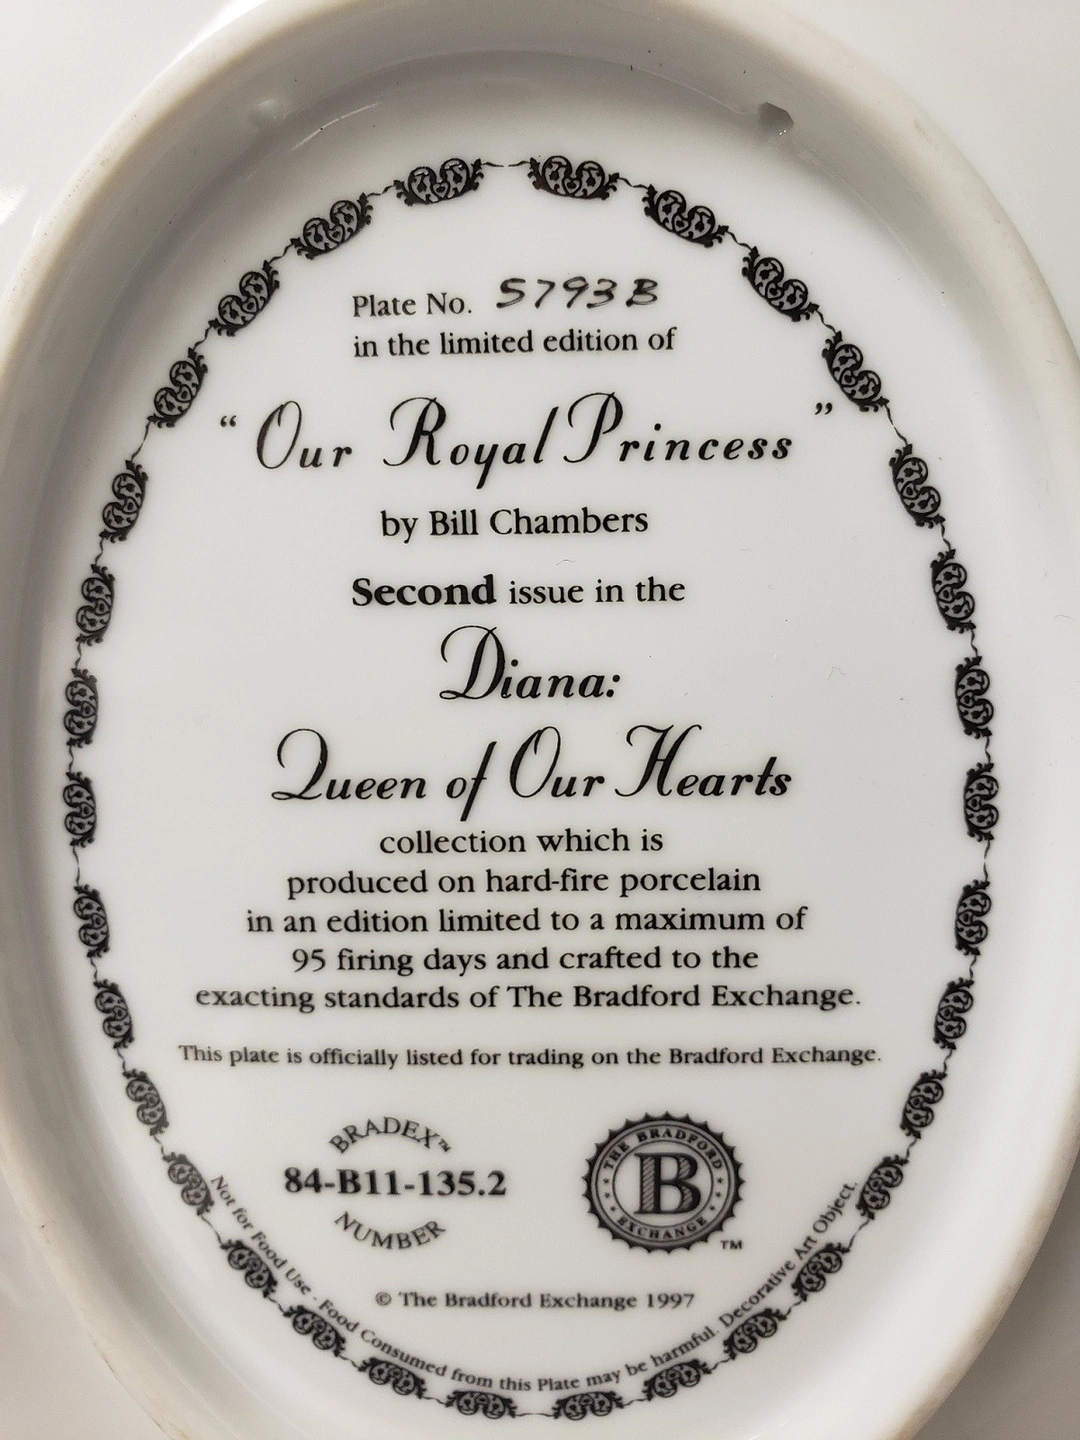 Plate No. 5793B
in the limited edition of
“Our Royal Princess”
by Bill Chambers
Second issue in the
Diana:
Queen of Our Hearts
collection which is
produced on hard-fire porcelain
in an edition limited to a maximum of
95 firing days and crafted to the
exacting standards of The Bradford Exchange.
This plate is officially listed for trading on the Bradford Exchange.
BRADEX™
84-B11-135.2
NUMBER
THE BRADFORD
B
EXCHANGE
™
© The Bradford Exchange 1997
Not for Food Use - Food Consumed from this Plate may be harmful. Decorative Art Object.